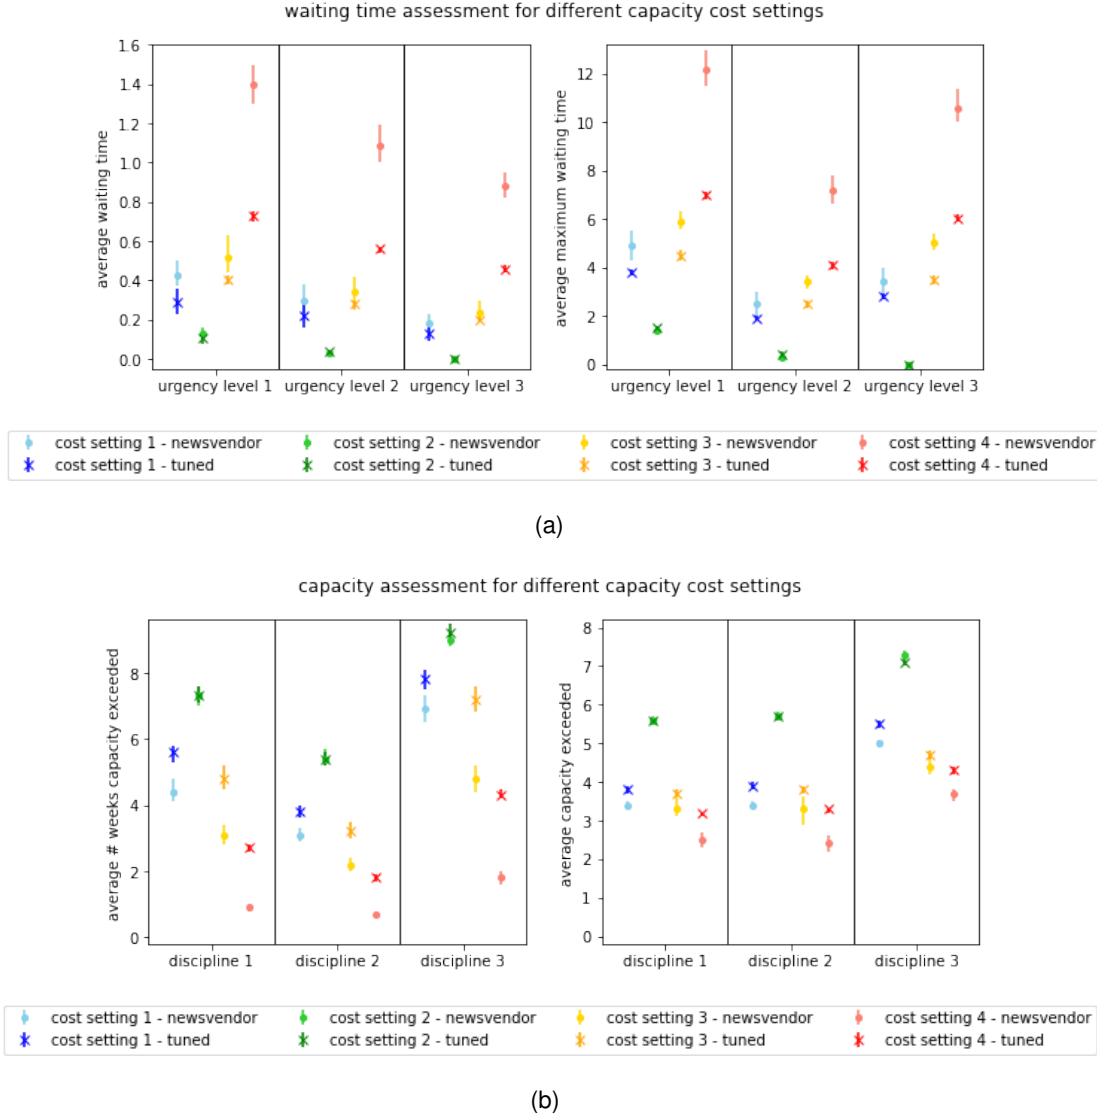 waiting time assessment for different capacity cost settings
average waiting time
1.6
1.4
1.2
1.0
0.8
0.6
0.4
0.2
0.0
urgency level 1 urgency level 2 urgency level 3
average maximum waiting time
12
10
8
6
4
2
0
urgency level 1 urgency level 2 urgency level 3
cost setting 1 - newsvendor cost setting 2 - newsvendor cost setting 3 - newsvendor cost setting 4 - newsvendor
cost setting 1 - tuned cost setting 2 - tuned cost setting 3 - tuned cost setting 4 - tuned
(a)
capacity assessment for different capacity cost settings
average # weeks capacity exceeded
8
6
4
2
0
discipline 1 discipline 2 discipline 3
average capacity exceeded
8
7
6
5
4
3
2
1
0
discipline 1 discipline 2 discipline 3
cost setting 1 - newsvendor cost setting 2 - newsvendor cost setting 3 - newsvendor cost setting 4 - newsvendor
cost setting 1 - tuned cost setting 2 - tuned cost setting 3 - tuned cost setting 4 - tuned
(b)